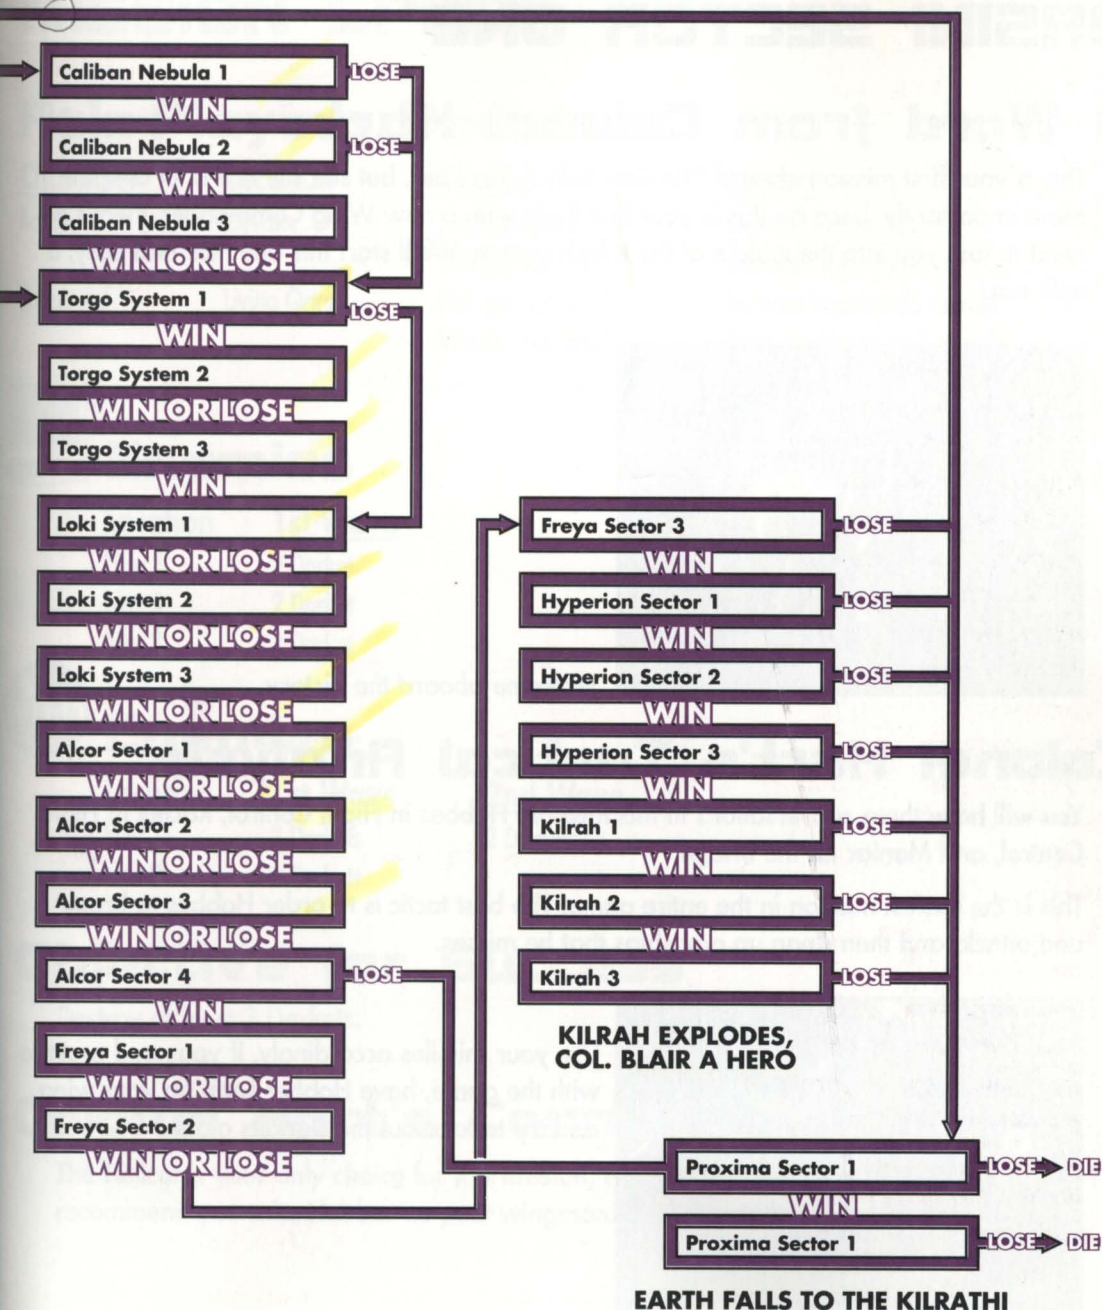 Caliban Nebula 1
LOSE
WIN
Caliban Nebula 2
LOSE
WIN
Caliban Nebula 3
WIN OR LOSE
Torgo System 1
LOSE
WIN
Torgo System 2
WIN OR LOSE
Torgo System 3
WIN
Loki System 1
WIN OR LOSE
Loki System 2
WIN OR LOSE
Loki System 3
WIN OR LOSE
Alcor Sector 1
WIN OR LOSE
Alcor Sector 2
WIN OR LOSE
Alcor Sector 3
WIN OR LOSE
Alcor Sector 4
LOSE
WIN
Freya Sector 1
WIN OR LOSE
Freya Sector 2
WIN OR LOSE
Freya Sector 3
LOSE
WIN
Hyperion Sector 1
LOSE
WIN
Hyperion Sector 2
LOSE
WIN
Hyperion Sector 3
LOSE
WIN
Kilrah 1
LOSE
WIN
Kilrah 2
LOSE
WIN
Kilrah 3
LOSE
KILRAH EXPLODES,
COL. BLAIR A HERO
Proxima Sector 1
LOSE
DIE
WIN
Proxima Sector 1
LOSE
DIE
EARTH FALLS TO THE KILRATHI